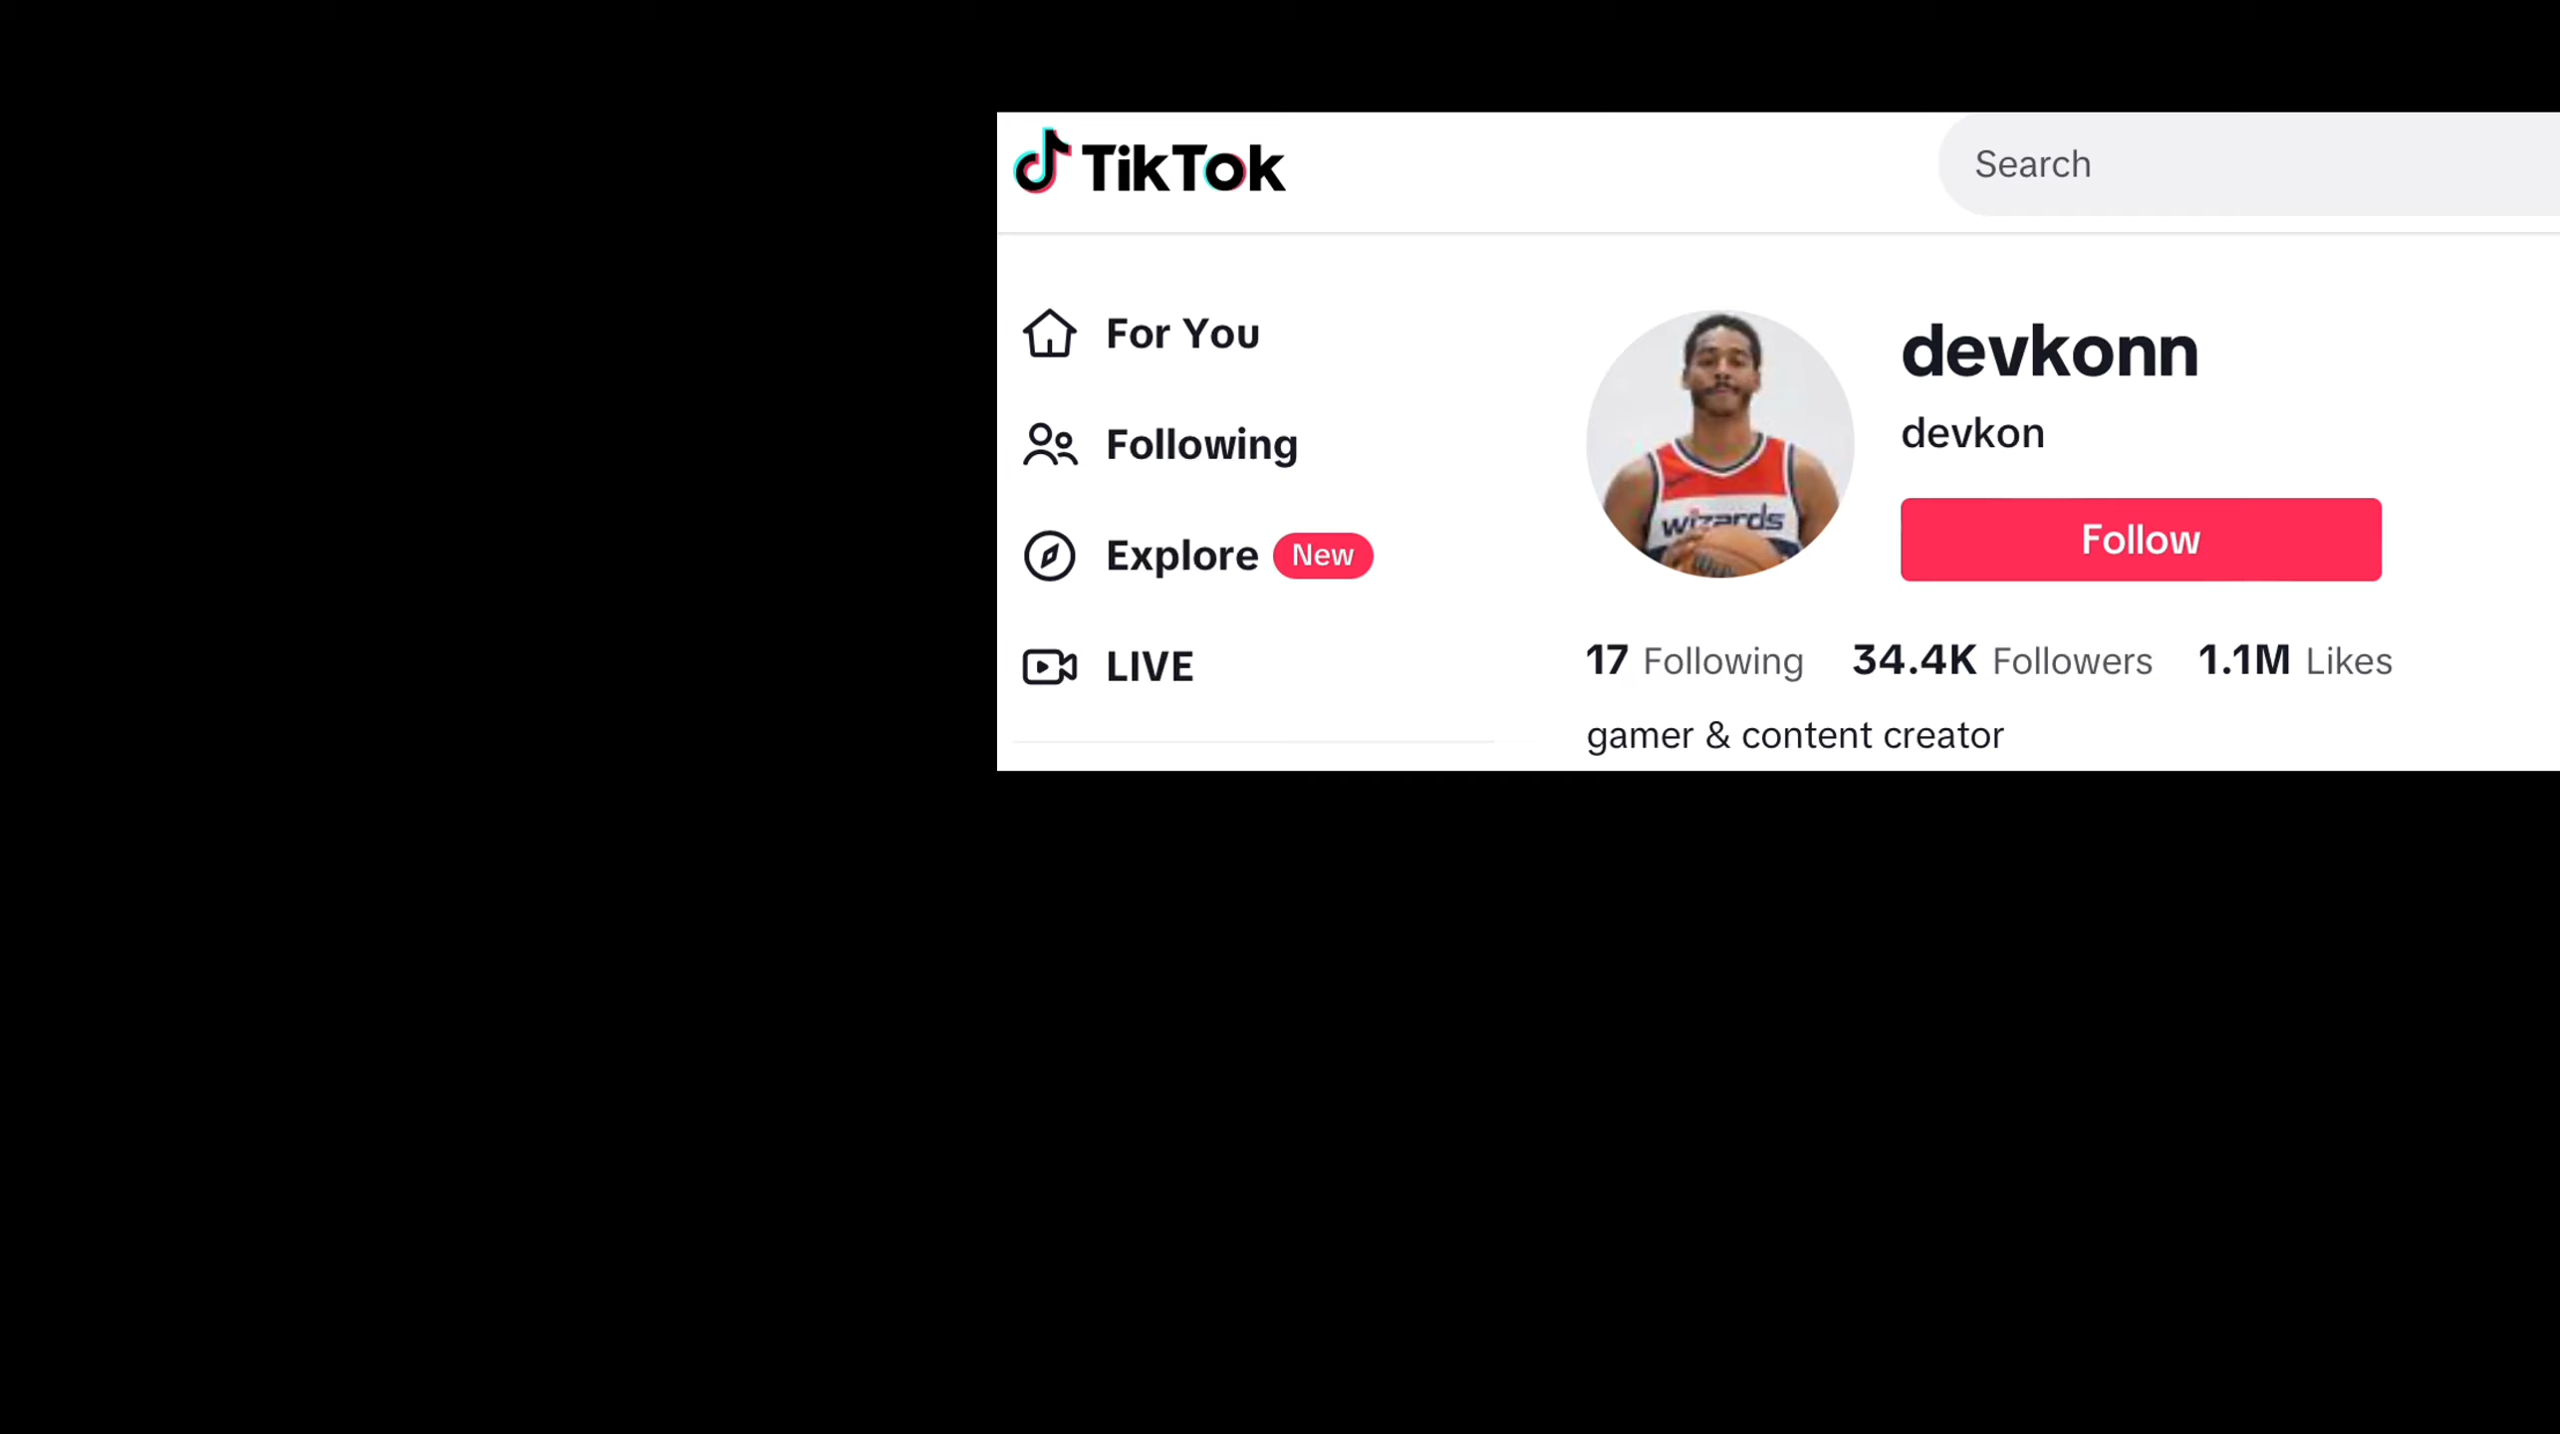 TikTok
Search
For You
Following
Explore New
LIVE
devkonn
devkon
Follow
wizards
17 Following 34.4K Followers 1.1M Likes
gamer & content creator